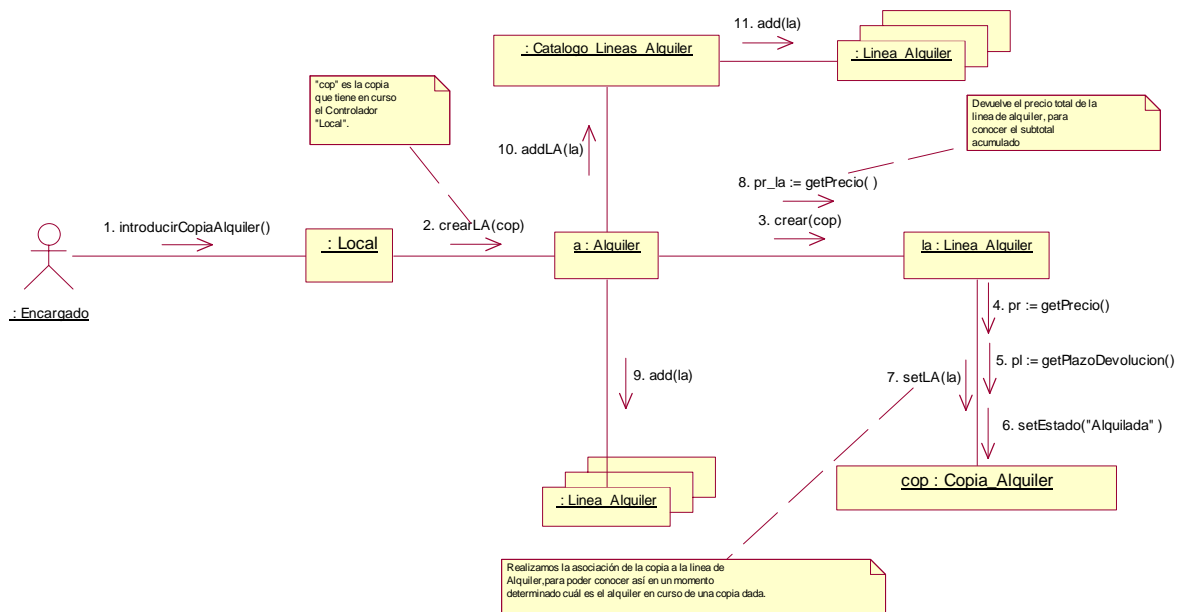 11. add(la)
: Catalogo_Lineas_Alquiler
: Linea_Alquiler
"cop" es la copia
que tiene en curso
el Controlador
"Local".
Devuelve el precio total de la
linea de alquiler, para
conocer el subtotal
acumulado
10. addLA(la)
8. pr_la := getPrecio( )
1. introducirCopiaAlquiler()
2. crearLA(cop)
3. crear(cop)
: Local
a : Alquiler
la : Linea_Alquiler
: Encargado
4. pr := getPrecio()
5. pl := getPlazoDevolucion()
9. add(la)
7. setLA(la)
6. setEstado("Alquilada" )
cop : Copia_Alquiler
: Linea_Alquiler
Realizamos la asociación de la copia a la linea de
Alquiler,para poder conocer así en un momento
determinado cuál es el alquiler en curso de una copia dada.